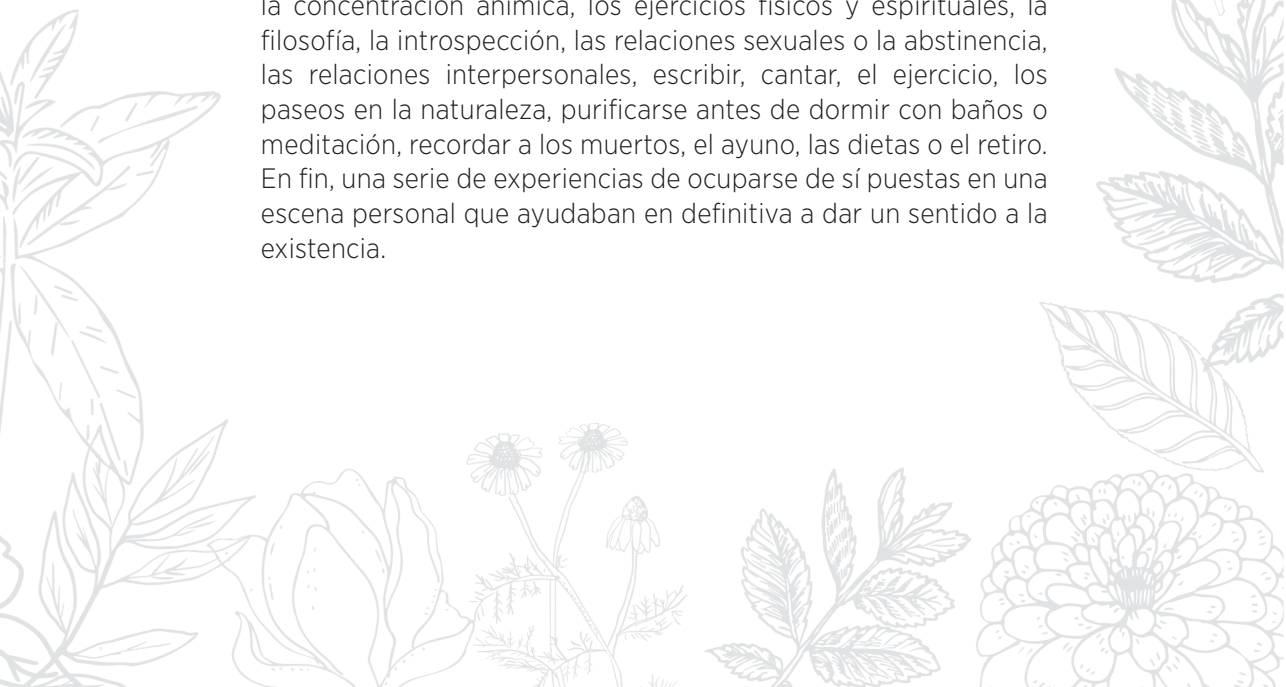 la concentración anímica, los ejercicios físicos y espirituales, la
filosofía, la introspección, las relaciones sexuales o la abstinencia,
las relaciones interpersonales, escribir, cantar, el ejercicio, los
paseos en la naturaleza, purificarse antes de dormir con baños o
meditación, recordar a los muertos, el ayuno, las dietas o el retiro.
En fin, una serie de experiencias de ocuparse de sí puestas en una
escena personal que ayudaban en definitiva a dar un sentido a la
existencia.